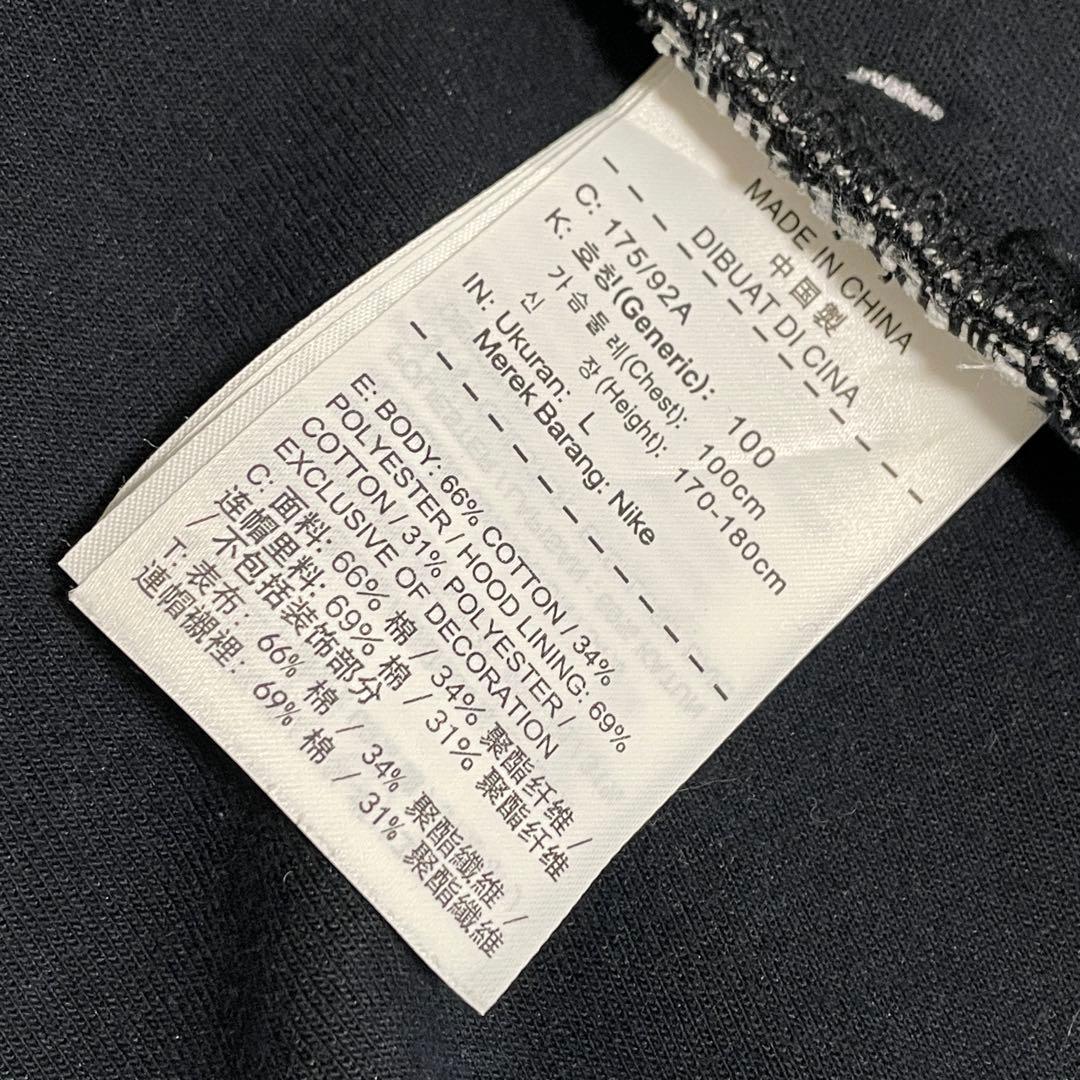 MADE IN CHINA
中国製
DIBUAT DI CINA
C: 175/92A
K: 호칭(Generic): 100
가슴둘레(Chest): 100cm
신 장(Height): 170-180cm
IN: Ukuran: L
Merek Barang: Nike
E: BODY: 66% COTTON / 34%
POLYESTER / HOOD LINING: 69%
COTTON / 31% POLYESTER /
EXCLUSIVE OF DECORATION
C: 面料: 66% 棉 / 34% 聚酯纤维 /
连帽里料: 69% 棉 / 31% 聚酯纤维
/ 不包括装饰部分
T: 表布: 66% 棉 / 34% 聚酯纖維 /
連帽襯裡: 69% 棉 / 31% 聚酯纖維